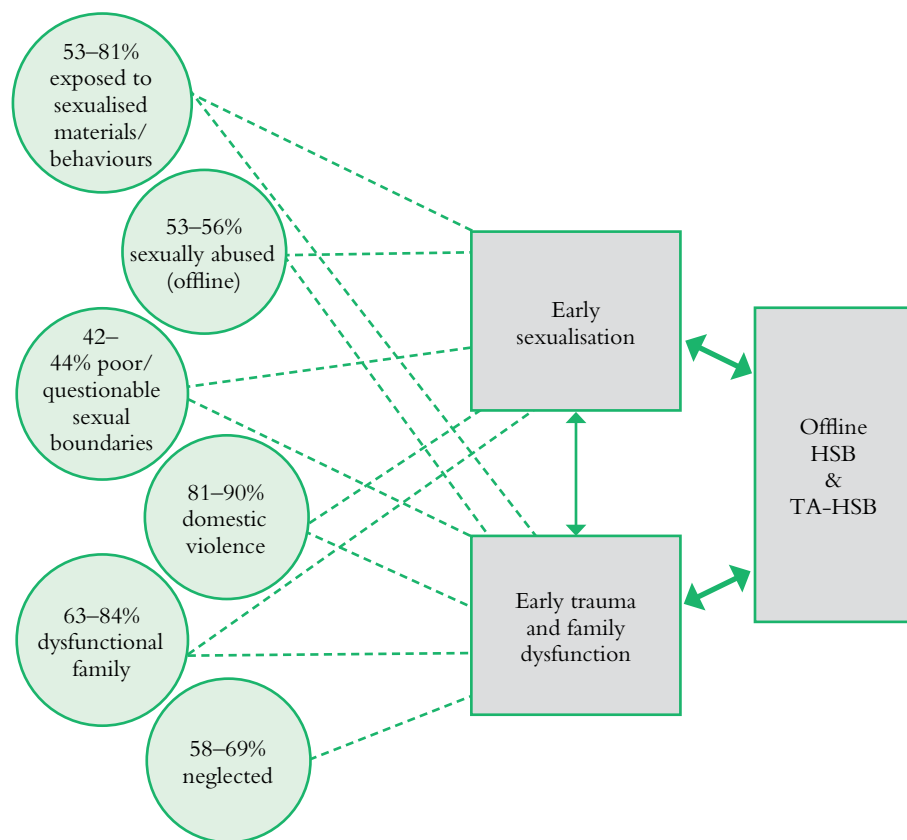 53–81%
exposed to
sexualised
materials/
behaviours
53–56%
sexually abused
(offline)
42–
44% poor/
questionable
sexual
boundaries
81–90%
domestic
violence
63–84%
dysfunctional
family
58–69%
neglected
Early
sexualisation
Early trauma
and family
dysfunction
Offline
HSB
&
TA-HSB